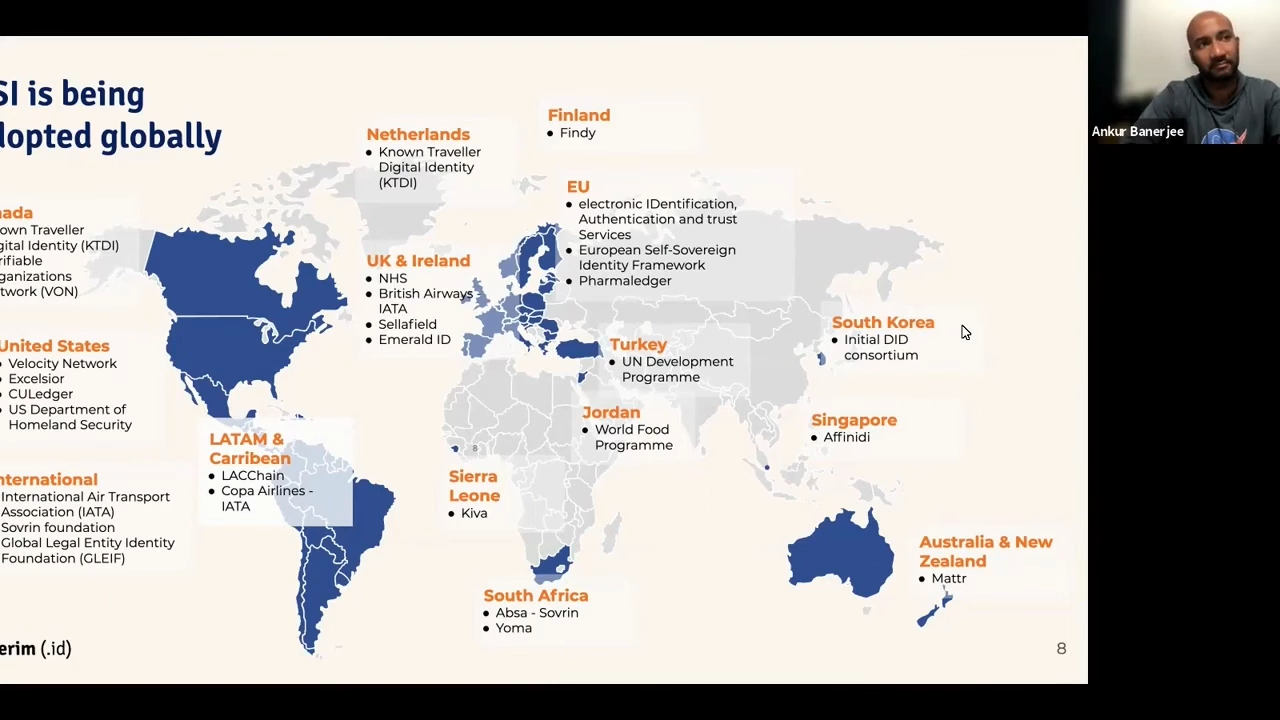 SI is being
dopted globally
Finland
Findy
Netherlands
Known Traveller
Digital Identity
(KTDI)
EU
electronic IDentification,
Authentication and trust
Services
European Self-Sovereign
Identity Framework
Pharmaledger
nada
own Traveller
gital Identity (KTDI)
rifiable
ganizations
twork (VON)
UK & Ireland
NHS
British Airways
IATA
Sellafield
Emerald ID
United States
Velocity Network
Excelsior
CULedger
US Department of
Homeland Security
Turkey
UN Development
Programme
South Korea
Initial DID
consortium
Jordan
World Food
Programme
Singapore
Affinidi
LATAM &
Carribean
LACChain
Copa Airlines -
IATA
8
Sierra
Leone
Kiva
nternational
International Air Transport
Association (IATA)
Sovrin foundation
Global Legal Entity Identity
Foundation (GLEIF)
Australia & New
Zealand
Mattr
South Africa
Absa - Sovrin
Yoma
erim (.id)
8
Ankur Banerjee